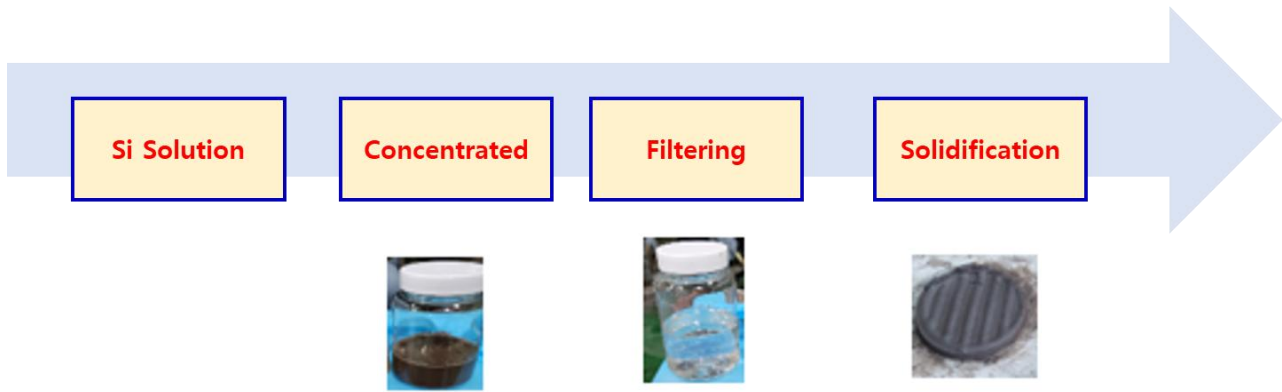 Si Solution
Concentrated
Filtering
Solidification